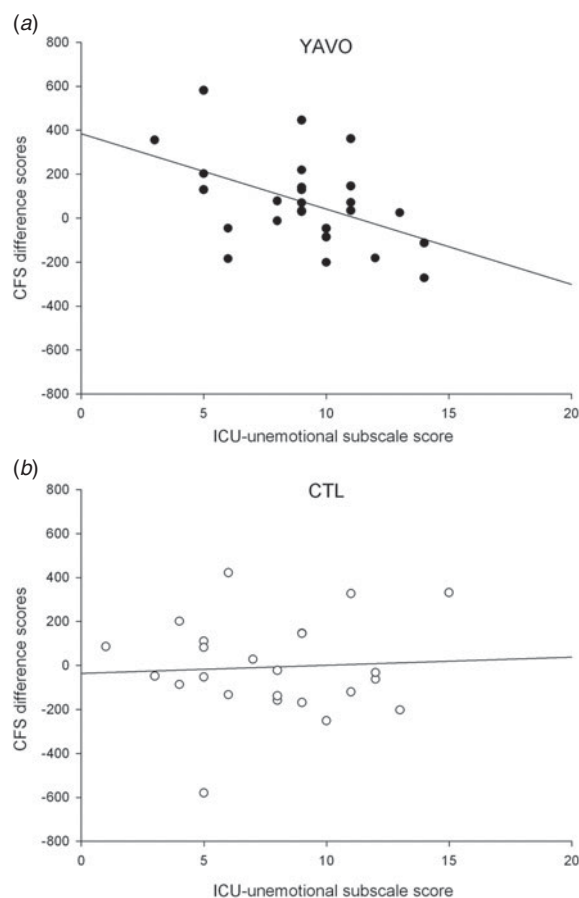 (a)
YAVO
800
600
400
200
0
-200
-400
-600
-800
CFS difference scores
0 5 10 15 20
ICU-unemotional subscale score
(b)
CTL
800
600
400
200
0
-200
-400
-600
-800
CFS difference scores
0 5 10 15 20
ICU-unemotional subscale score